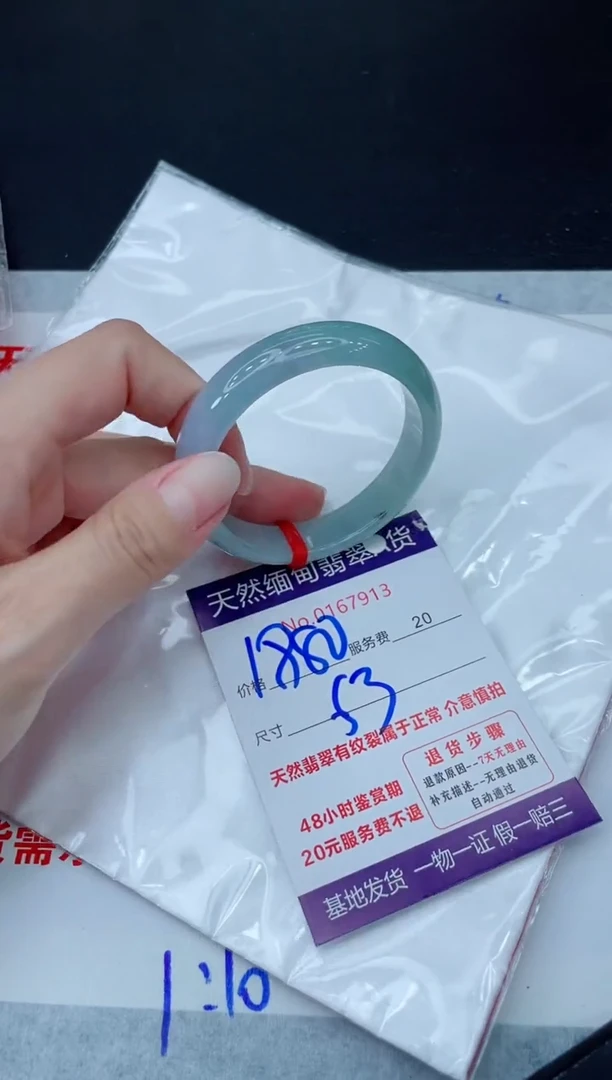 天然缅甸翡翠 货
No.0167913
价格 1880 服务费 20
尺寸 53
天然翡翠有纹裂属于正常 介意慎拍
48小时鉴赏期
20元服务费不退
退货步骤
退款原因--7天无理由
补充描述--无理由退货
自动通过
基地发货 一物一证 假一赔三
货需
1:10